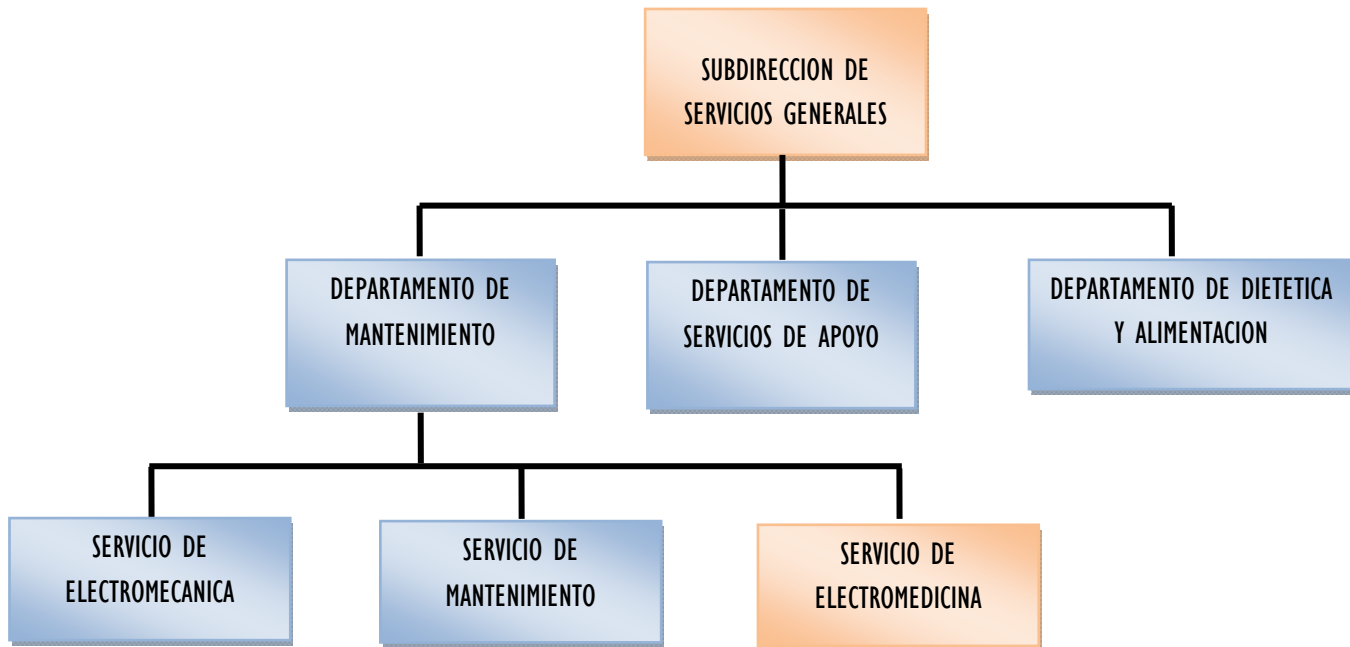 SUBDIRECCION DE
SERVICIOS GENERALES
DEPARTAMENTO DE
MANTENIMIENTO
DEPARTAMENTO DE
SERVICIOS DE APOYO
DEPARTAMENTO DE DIETETICA
Y ALIMENTACION
SERVICIO DE
ELECTROMECANICA
SERVICIO DE
MANTENIMIENTO
SERVICIO DE
ELECTROMEDICINA